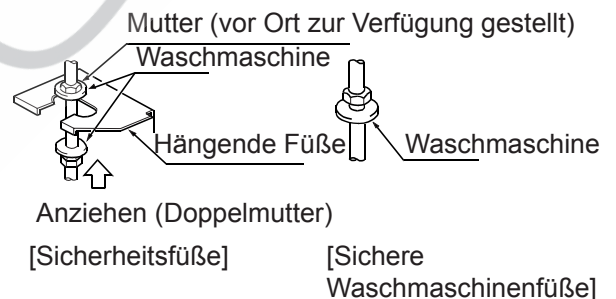 Mutter (vor Ort zur Verfügung gestellt)
Waschmaschine
Hängende Füße
Waschmaschine
Anziehen (Doppelmutter)
[Sicherheitsfüße]
[Sichere
Waschmaschinenfüße]